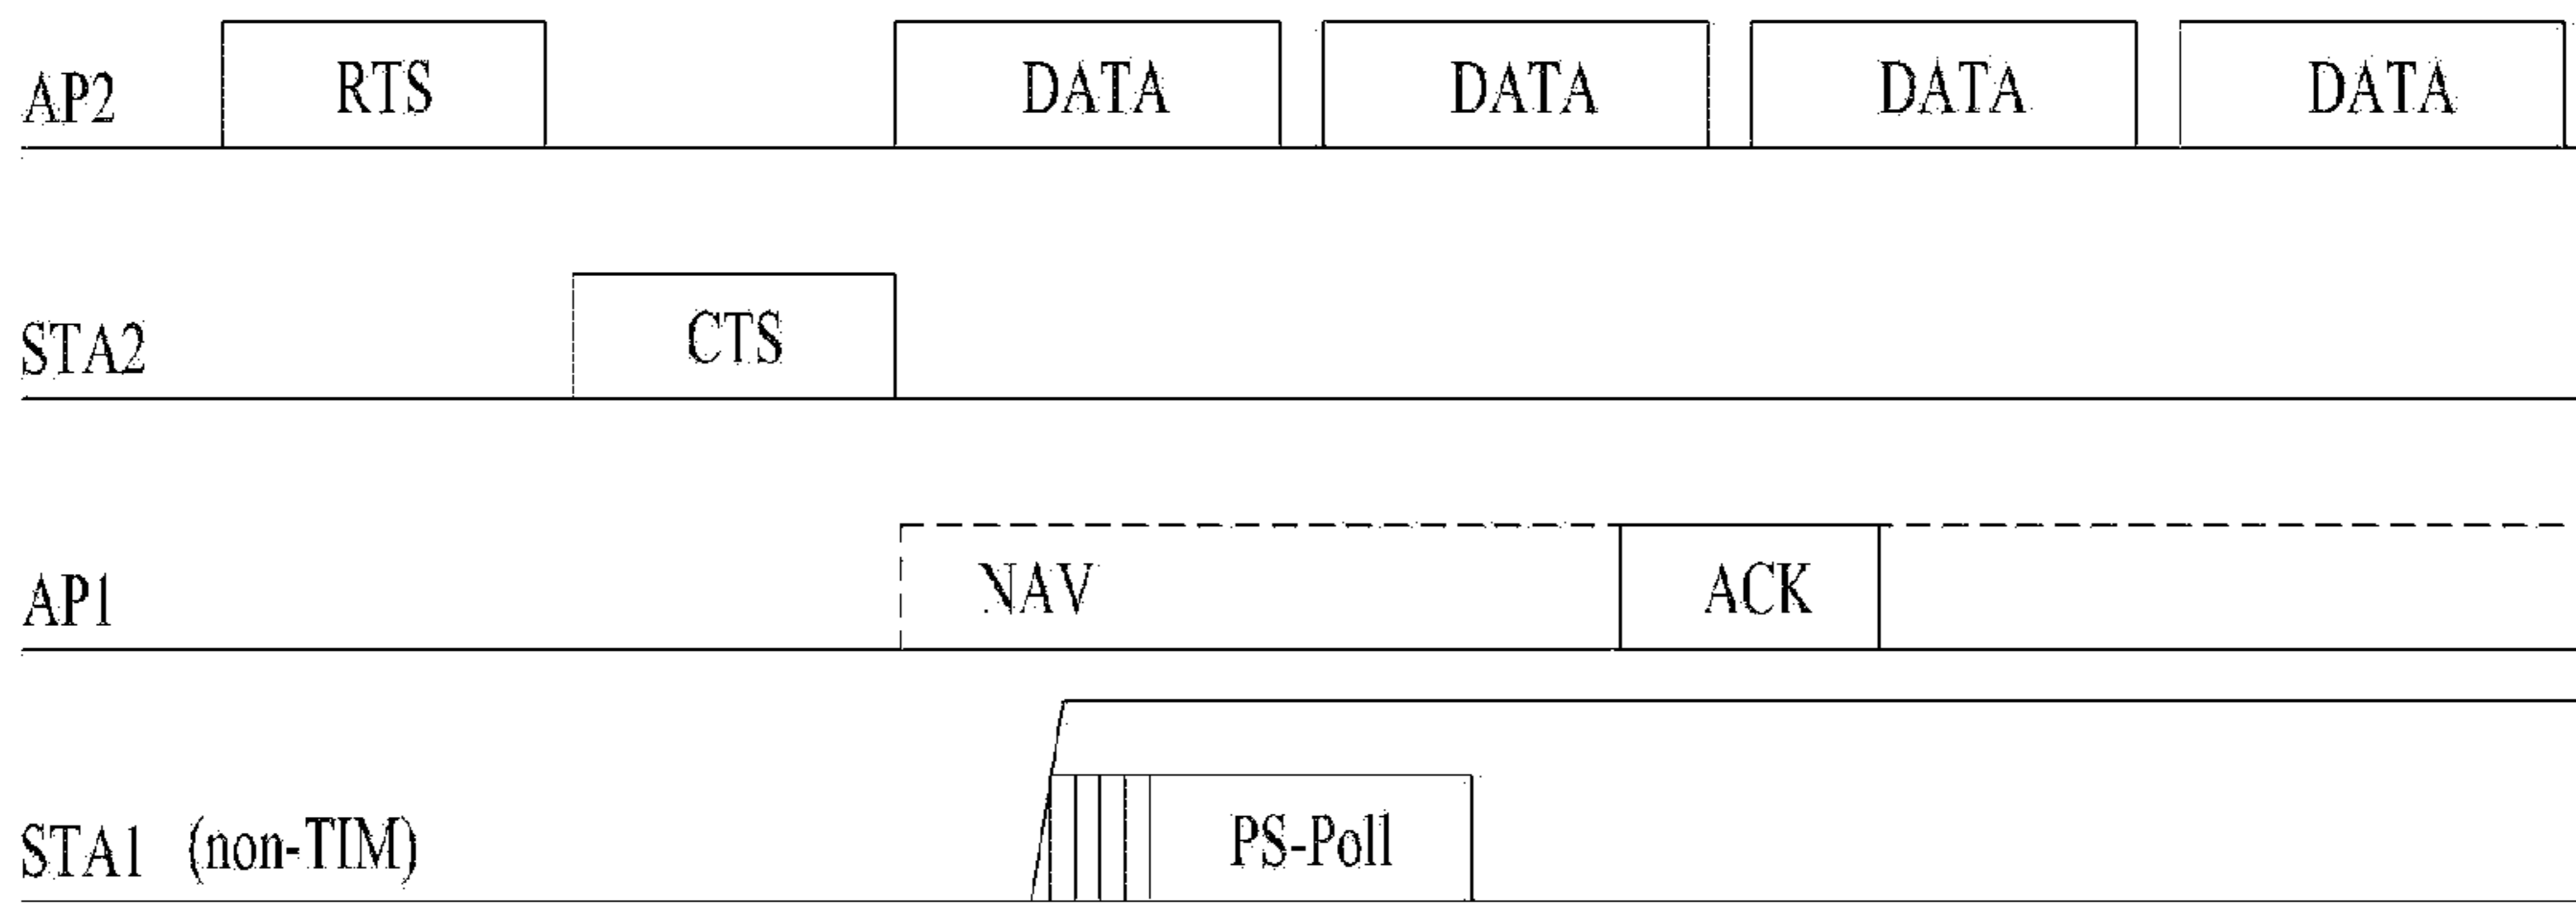 AP2 RTS DATA DATA DATA DATA
STA2 CTS
AP1 NAV ACK
STA1 (non-TIM) PS-Poll